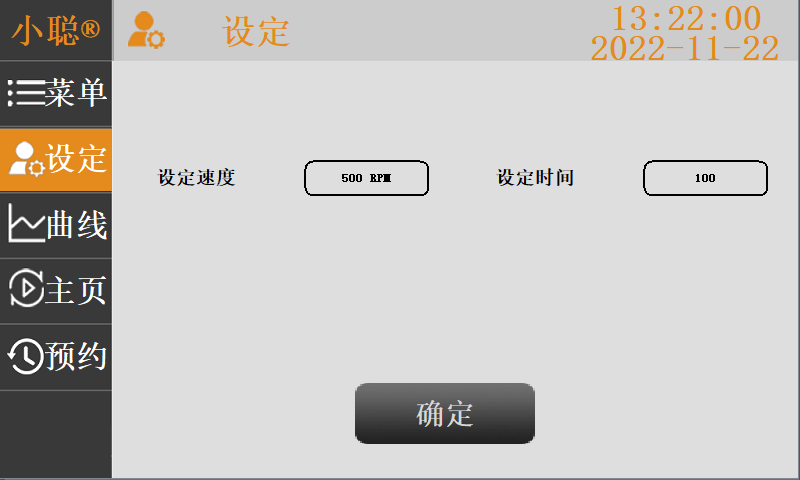 小聪®
设定
13:22:00
2022-11-22
菜单
设定
曲线
主页
预约
设定速度
500 RPM
设定时间
100
确定